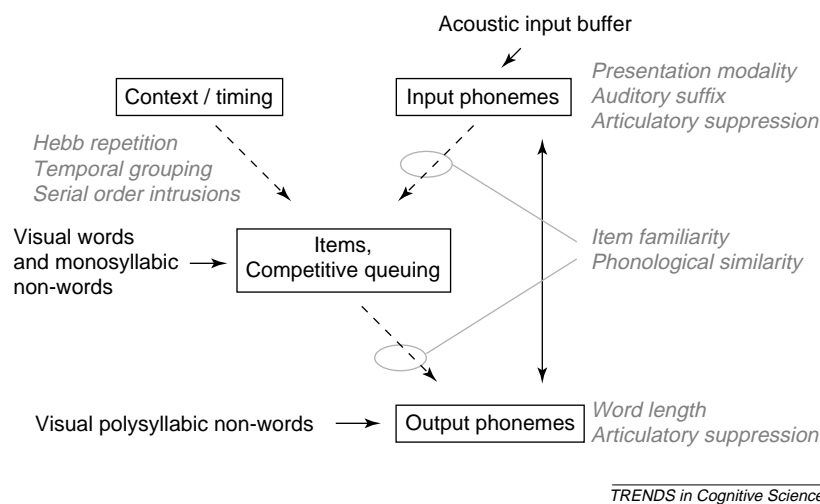 Acoustic input buffer
Context / timing
Input phonemes
Presentation modality
Auditory suffix
Articulatory suppression
Hebb repetition
Temporal grouping
Serial order intrusions
Visual words
and monosyllabic
non-words
Items,
Competitive queuing
Item familiarity
Phonological similarity
Visual polysyllabic non-words
Output phonemes
Word length
Articulatory suppression
TRENDS in Cognitive Science